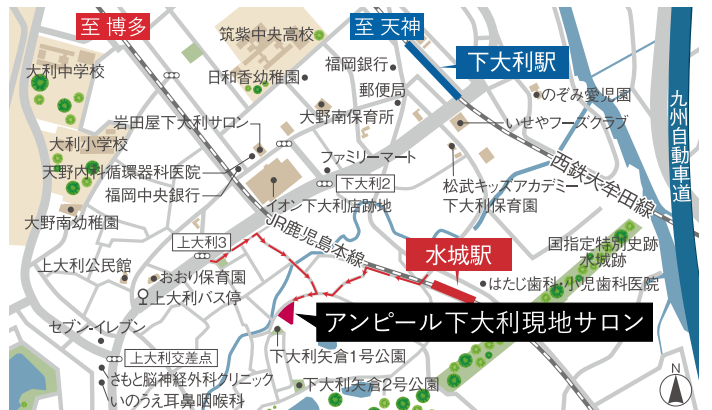 至 博多
至 天神
筑紫中央高校
大利中学校
日和香幼稚園
福岡銀行
下大利駅
郵便局
のぞみ愛児園
九州自動車道
岩田屋下大利サロン
大野南保育所
いせやフーズクラブ
大利小学校
天野内科循環器科医院
ファミリーマート
福岡中央銀行
下大利2
松武キッズアカデミー
下大利保育園
西鉄大牟田線
イオン下大利店跡地
大野南幼稚園
JR鹿児島本線
上大利3
水城駅
国指定特別史跡
水城跡
上大利公民館
おおり保育園
はたじ歯科・小児歯科医院
上大利バス停
アンピール下大利現地サロン
セブン-イレブン
上大利交差点
下大利矢倉1号公園
さもと脳神経外科クリニック
下大利矢倉2号公園
いのうえ耳鼻咽喉科
N